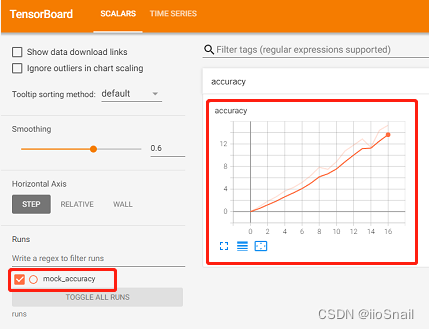 TensorBoard
SCALARS
TIME SERIES
Show data download links
Ignore outliers in chart scaling
Tooltip sorting method: default
Smoothing
0.6
Horizontal Axis
STEP
RELATIVE
WALL
Runs
Write a regex to filter runs
mock_accuracy
TOGGLE ALL RUNS
runs
Filter tags (regular expressions supported)
accuracy
accuracy
12
8
4
0
0 2 4 6 8 10 12 14 16
CSDN @iioSnail